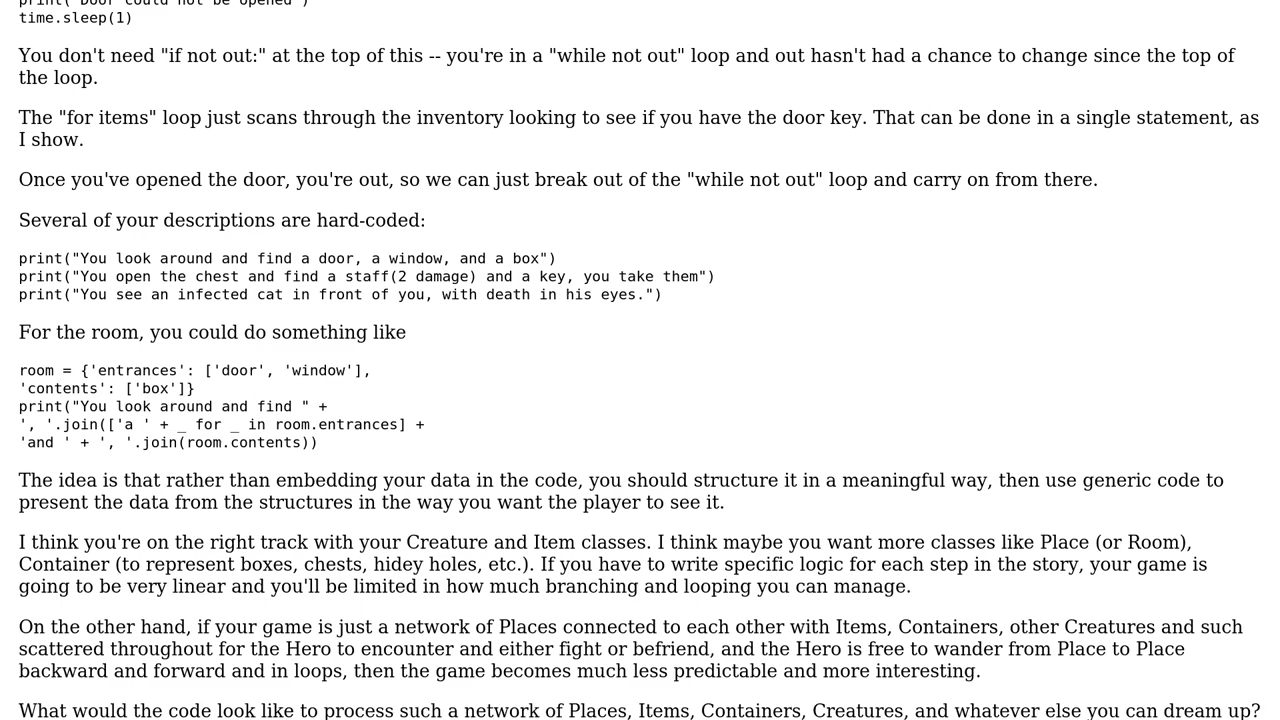 print("Door could not be opened")
time.sleep(1)
You don't need "if not out:" at the top of this -- you're in a "while not out" loop and out hasn't had a chance to change since the top of
the loop.
The "for items" loop just scans through the inventory looking to see if you have the door key. That can be done in a single statement, as
I show.
Once you've opened the door, you're out, so we can just break out of the "while not out" loop and carry on from there.
Several of your descriptions are hard-coded:
print("You look around and find a door, a window, and a box")
print("You open the chest and find a staff(2 damage) and a key, you take them")
print("You see an infected cat in front of you, with death in his eyes.")
For the room, you could do something like
room = {'entrances': ['door', 'window'],
'contents': ['box']}
print("You look around and find " +
', '.join(['a ' + _ for _ in room.entrances] +
'and ' + ', '.join(room.contents))
The idea is that rather than embedding your data in the code, you should structure it in a meaningful way, then use generic code to
present the data from the structures in the way you want the player to see it.
I think you're on the right track with your Creature and Item classes. I think maybe you want more classes like Place (or Room),
Container (to represent boxes, chests, hidey holes, etc.). If you have to write specific logic for each step in the story, your game is
going to be very linear and you'll be limited in how much branching and looping you can manage.
On the other hand, if your game is just a network of Places connected to each other with Items, Containers, other Creatures and such
scattered throughout for the Hero to encounter and either fight or befriend, and the Hero is free to wander from Place to Place
backward and forward and in loops, then the game becomes much less predictable and more interesting.
What would the code look like to process such a network of Places, Items, Containers, Creatures, and whatever else you can dream up?